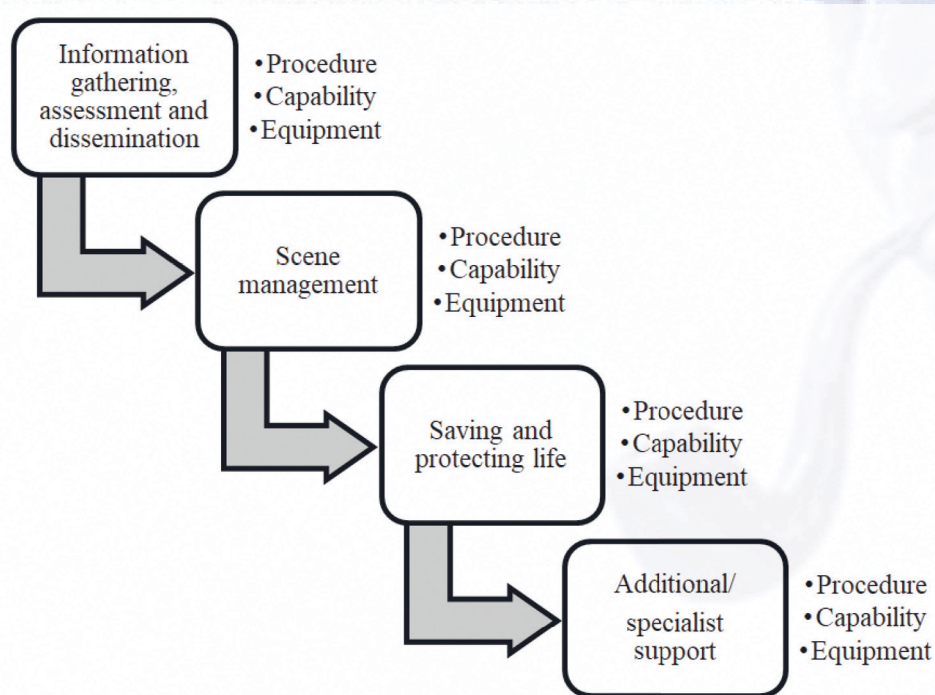 Information
gathering,
assessment and
dissemination
•Procedure
•Capability
•Equipment
Scene
management
•Procedure
•Capability
•Equipment
Saving and
protecting life
•Procedure
•Capability
•Equipment
Additional/
specialist
support
•Procedure
•Capability
•Equipment